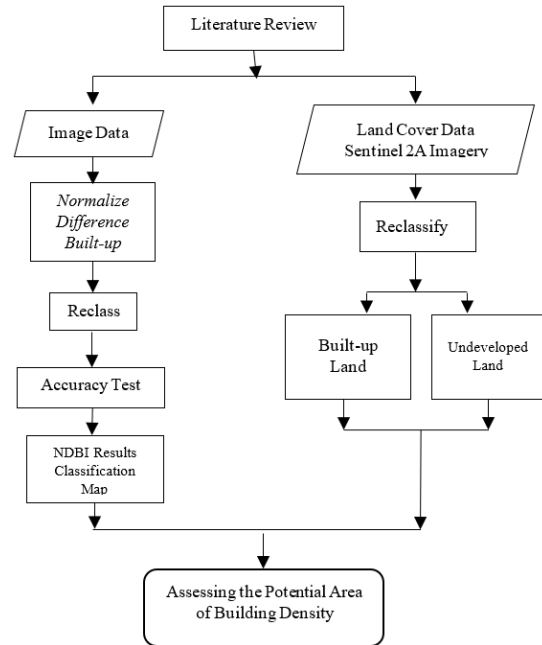 Literature Review
Image Data
Land Cover Data
Sentinel 2A Imagery
Normalize
Difference
Built-up
Reclassify
Reclass
Built-up
Land
Undeveloped
Land
Accuracy Test
NDBI Results
Classification
Map
Assessing the Potential Area
of Building Density